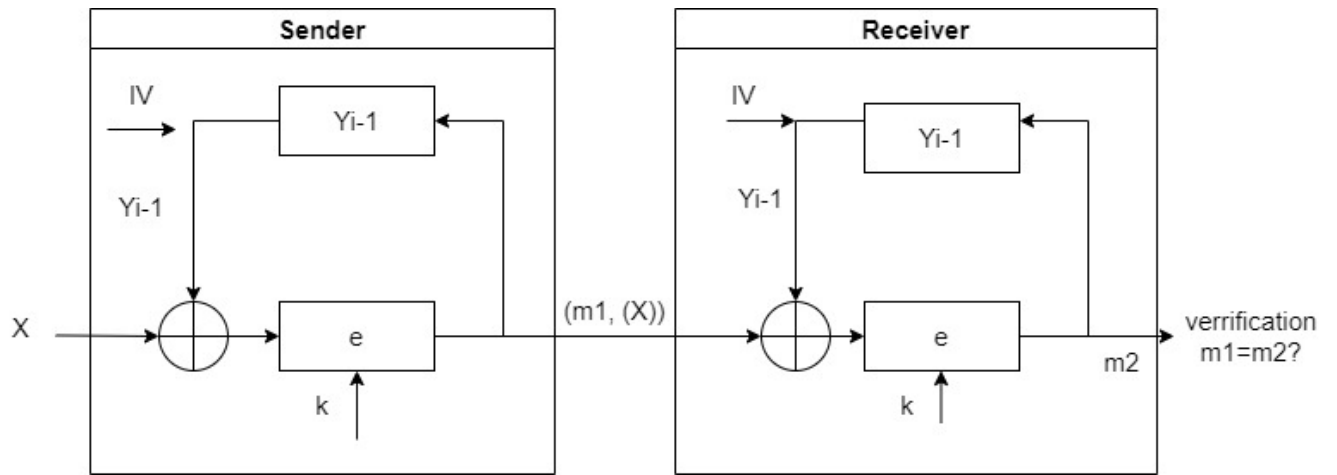 Sender
IV
Yi-1
Yi-1
X
e
k
(m1, (X))
Receiver
IV
Yi-1
Yi-1
e
k
m2
verrification
m1=m2?